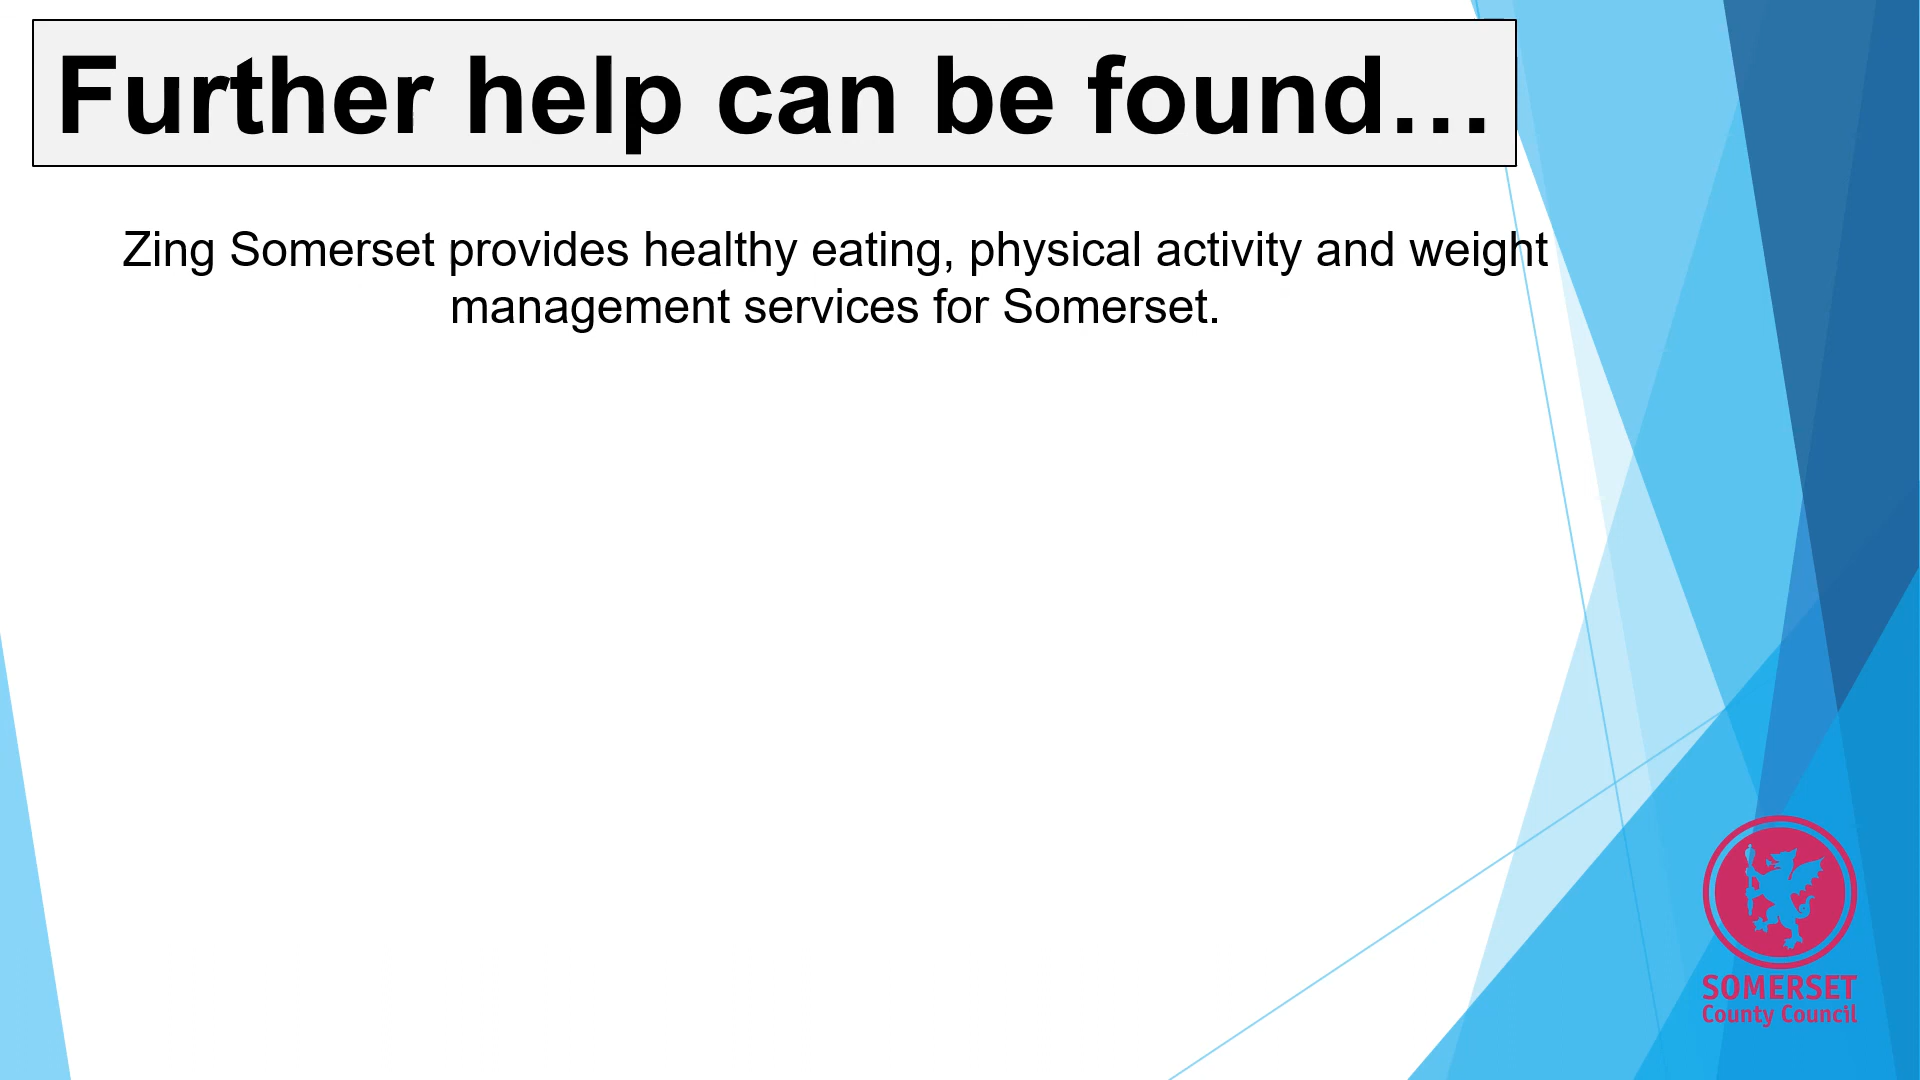 Further help can be found…
Zing Somerset provides healthy eating, physical activity and weight
management services for Somerset.
SOMERSET
County Council